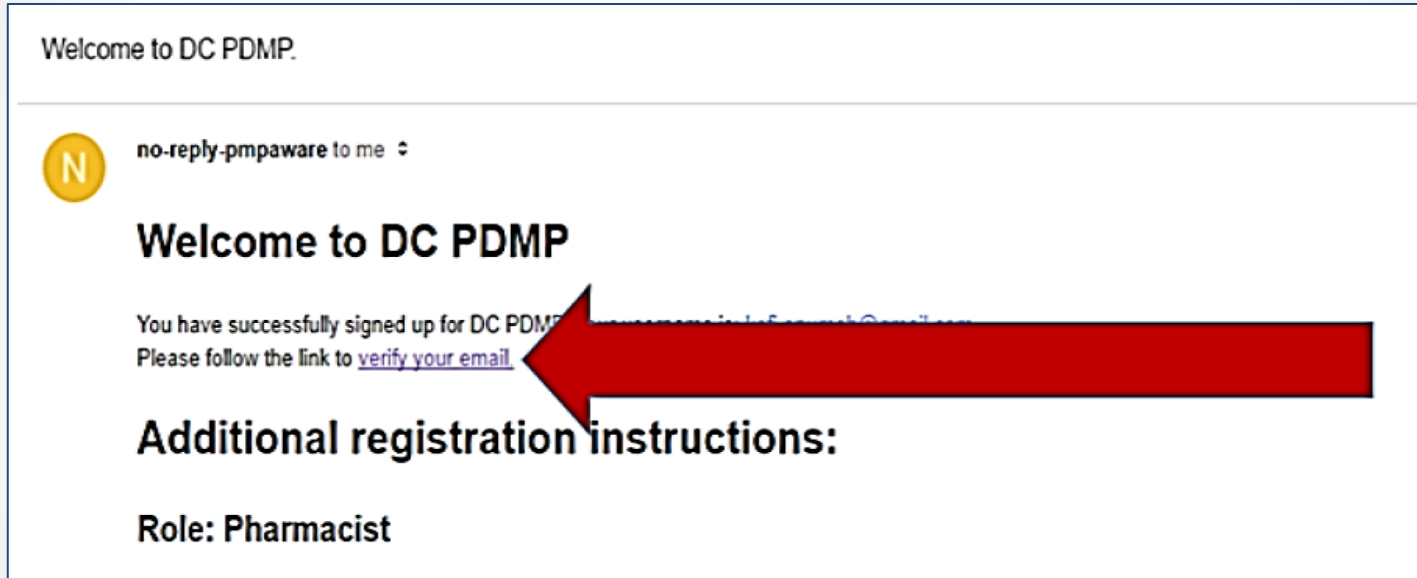 Welcome to DC PDMP.
N
no-reply-pmpaware to me
Welcome to DC PDMP
You have successfully signed up for DC PDMP
Please follow the link to verify your email.
Additional registration instructions:
Role: Pharmacist